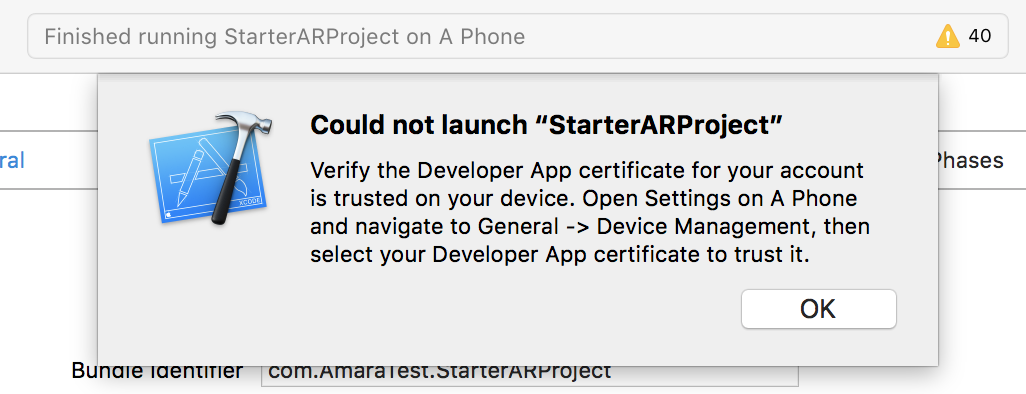 Finished running StarterARProject on A Phone
40
Could not launch “StarterARProject”
ral
Phases
Verify the Developer App certificate for your account
is trusted on your device. Open Settings on A Phone
and navigate to General -> Device Management, then
select your Developer App certificate to trust it.
XCODE
OK
Bundle Identifier
com.AmaraTest.StarterARProject